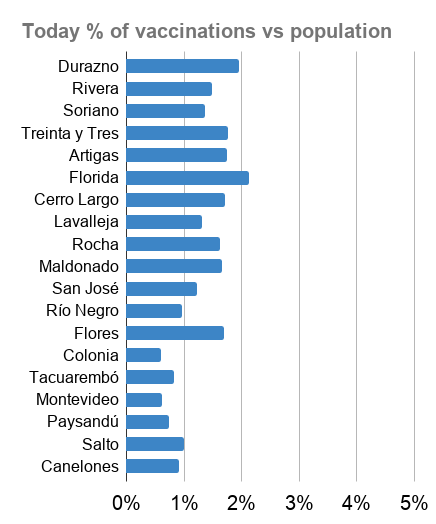 Today % of vaccinations vs population
Durazno
Rivera
Soriano
Treinta y Tres
Artigas
Florida
Cerro Largo
Lavalleja
Rocha
Maldonado
San José
Río Negro
Flores
Colonia
Tacuarembó
Montevideo
Paysandú
Salto
Canelones
0% 1% 2% 3% 4% 5%